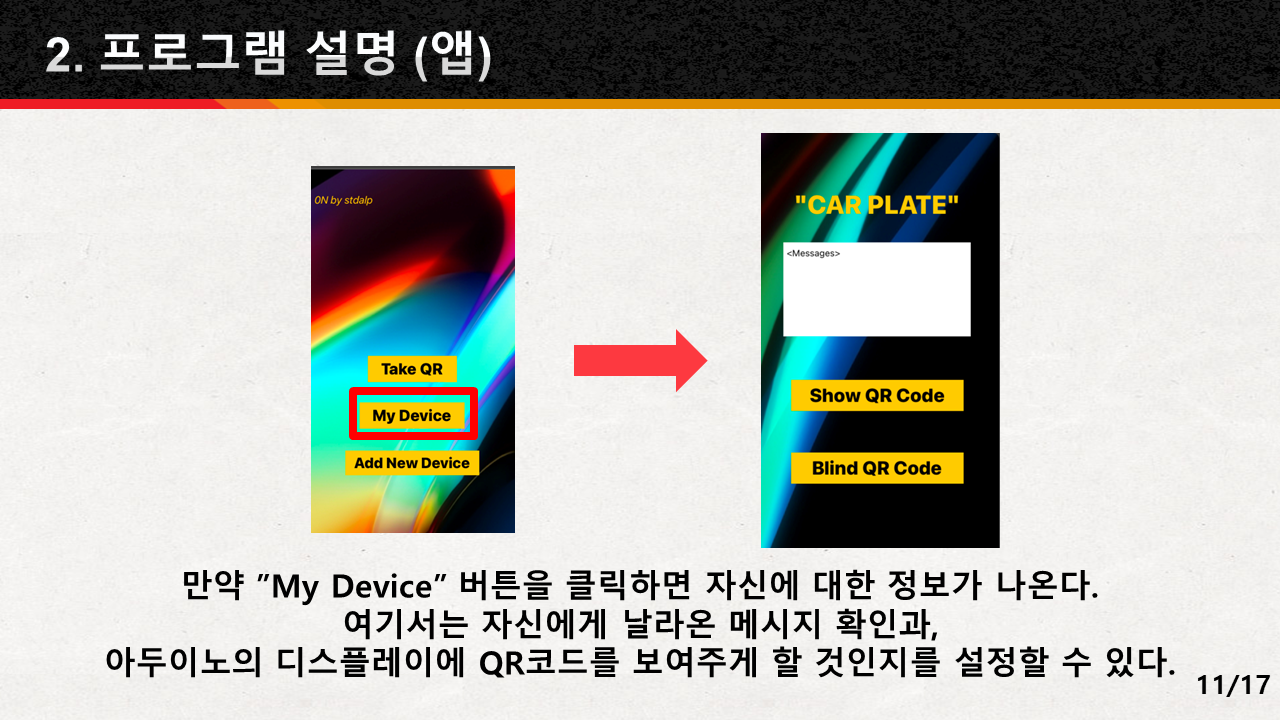 2. 프로그램 설명 (앱)
0N by stdalp
Take QR
My Device
Add New Device
"CAR PLATE"
<Messages>
Show QR Code
Blind QR Code
만약 ”My Device” 버튼을 클릭하면 자신에 대한 정보가 나온다.
여기서는 자신에게 날라온 메시지 확인과,
아두이노의 디스플레이에 QR코드를 보여주게 할 것인지를 설정할 수 있다.
11/17